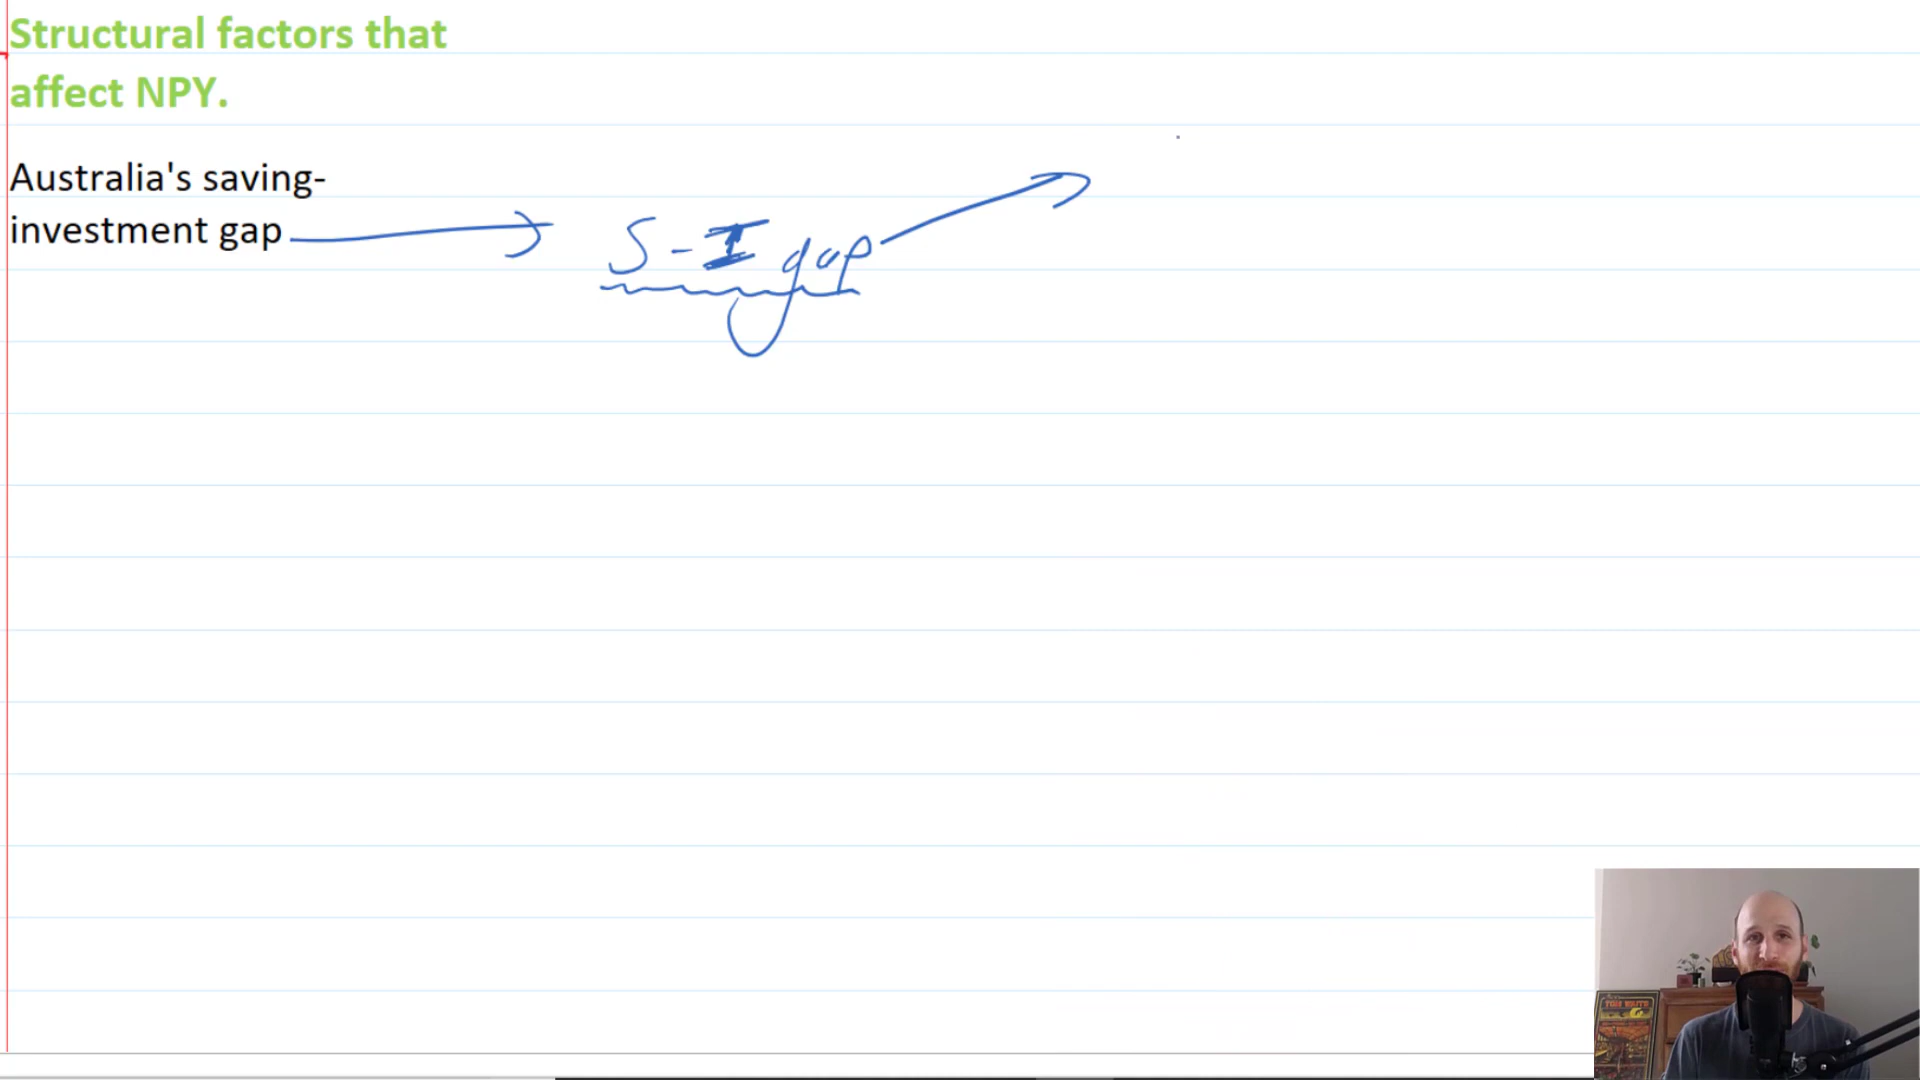 Structural factors that
affect NPY.
Australia's saving-
investment gap
S-I gap